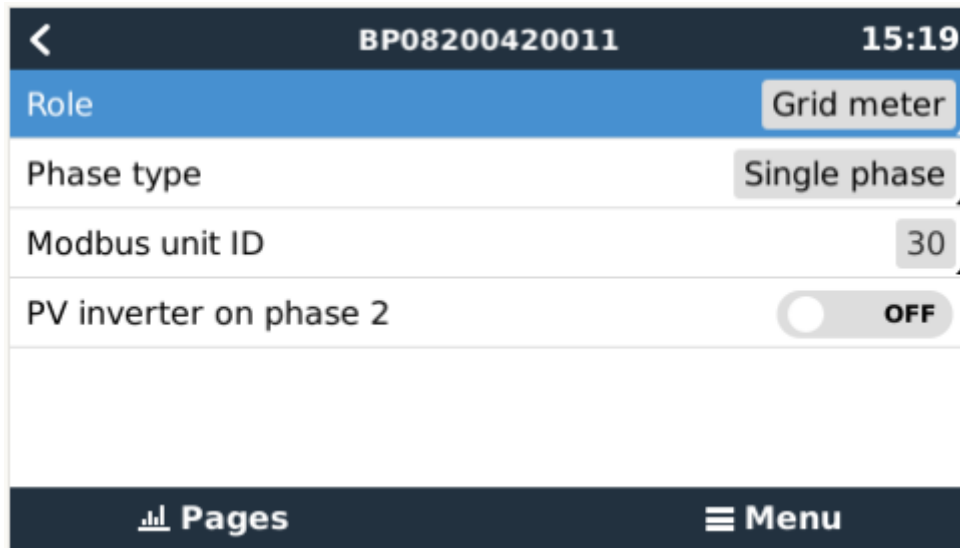 BP08200420011 15:19
Role Grid meter
Phase type Single phase
Modbus unit ID 30
PV inverter on phase 2 OFF
Pages Menu